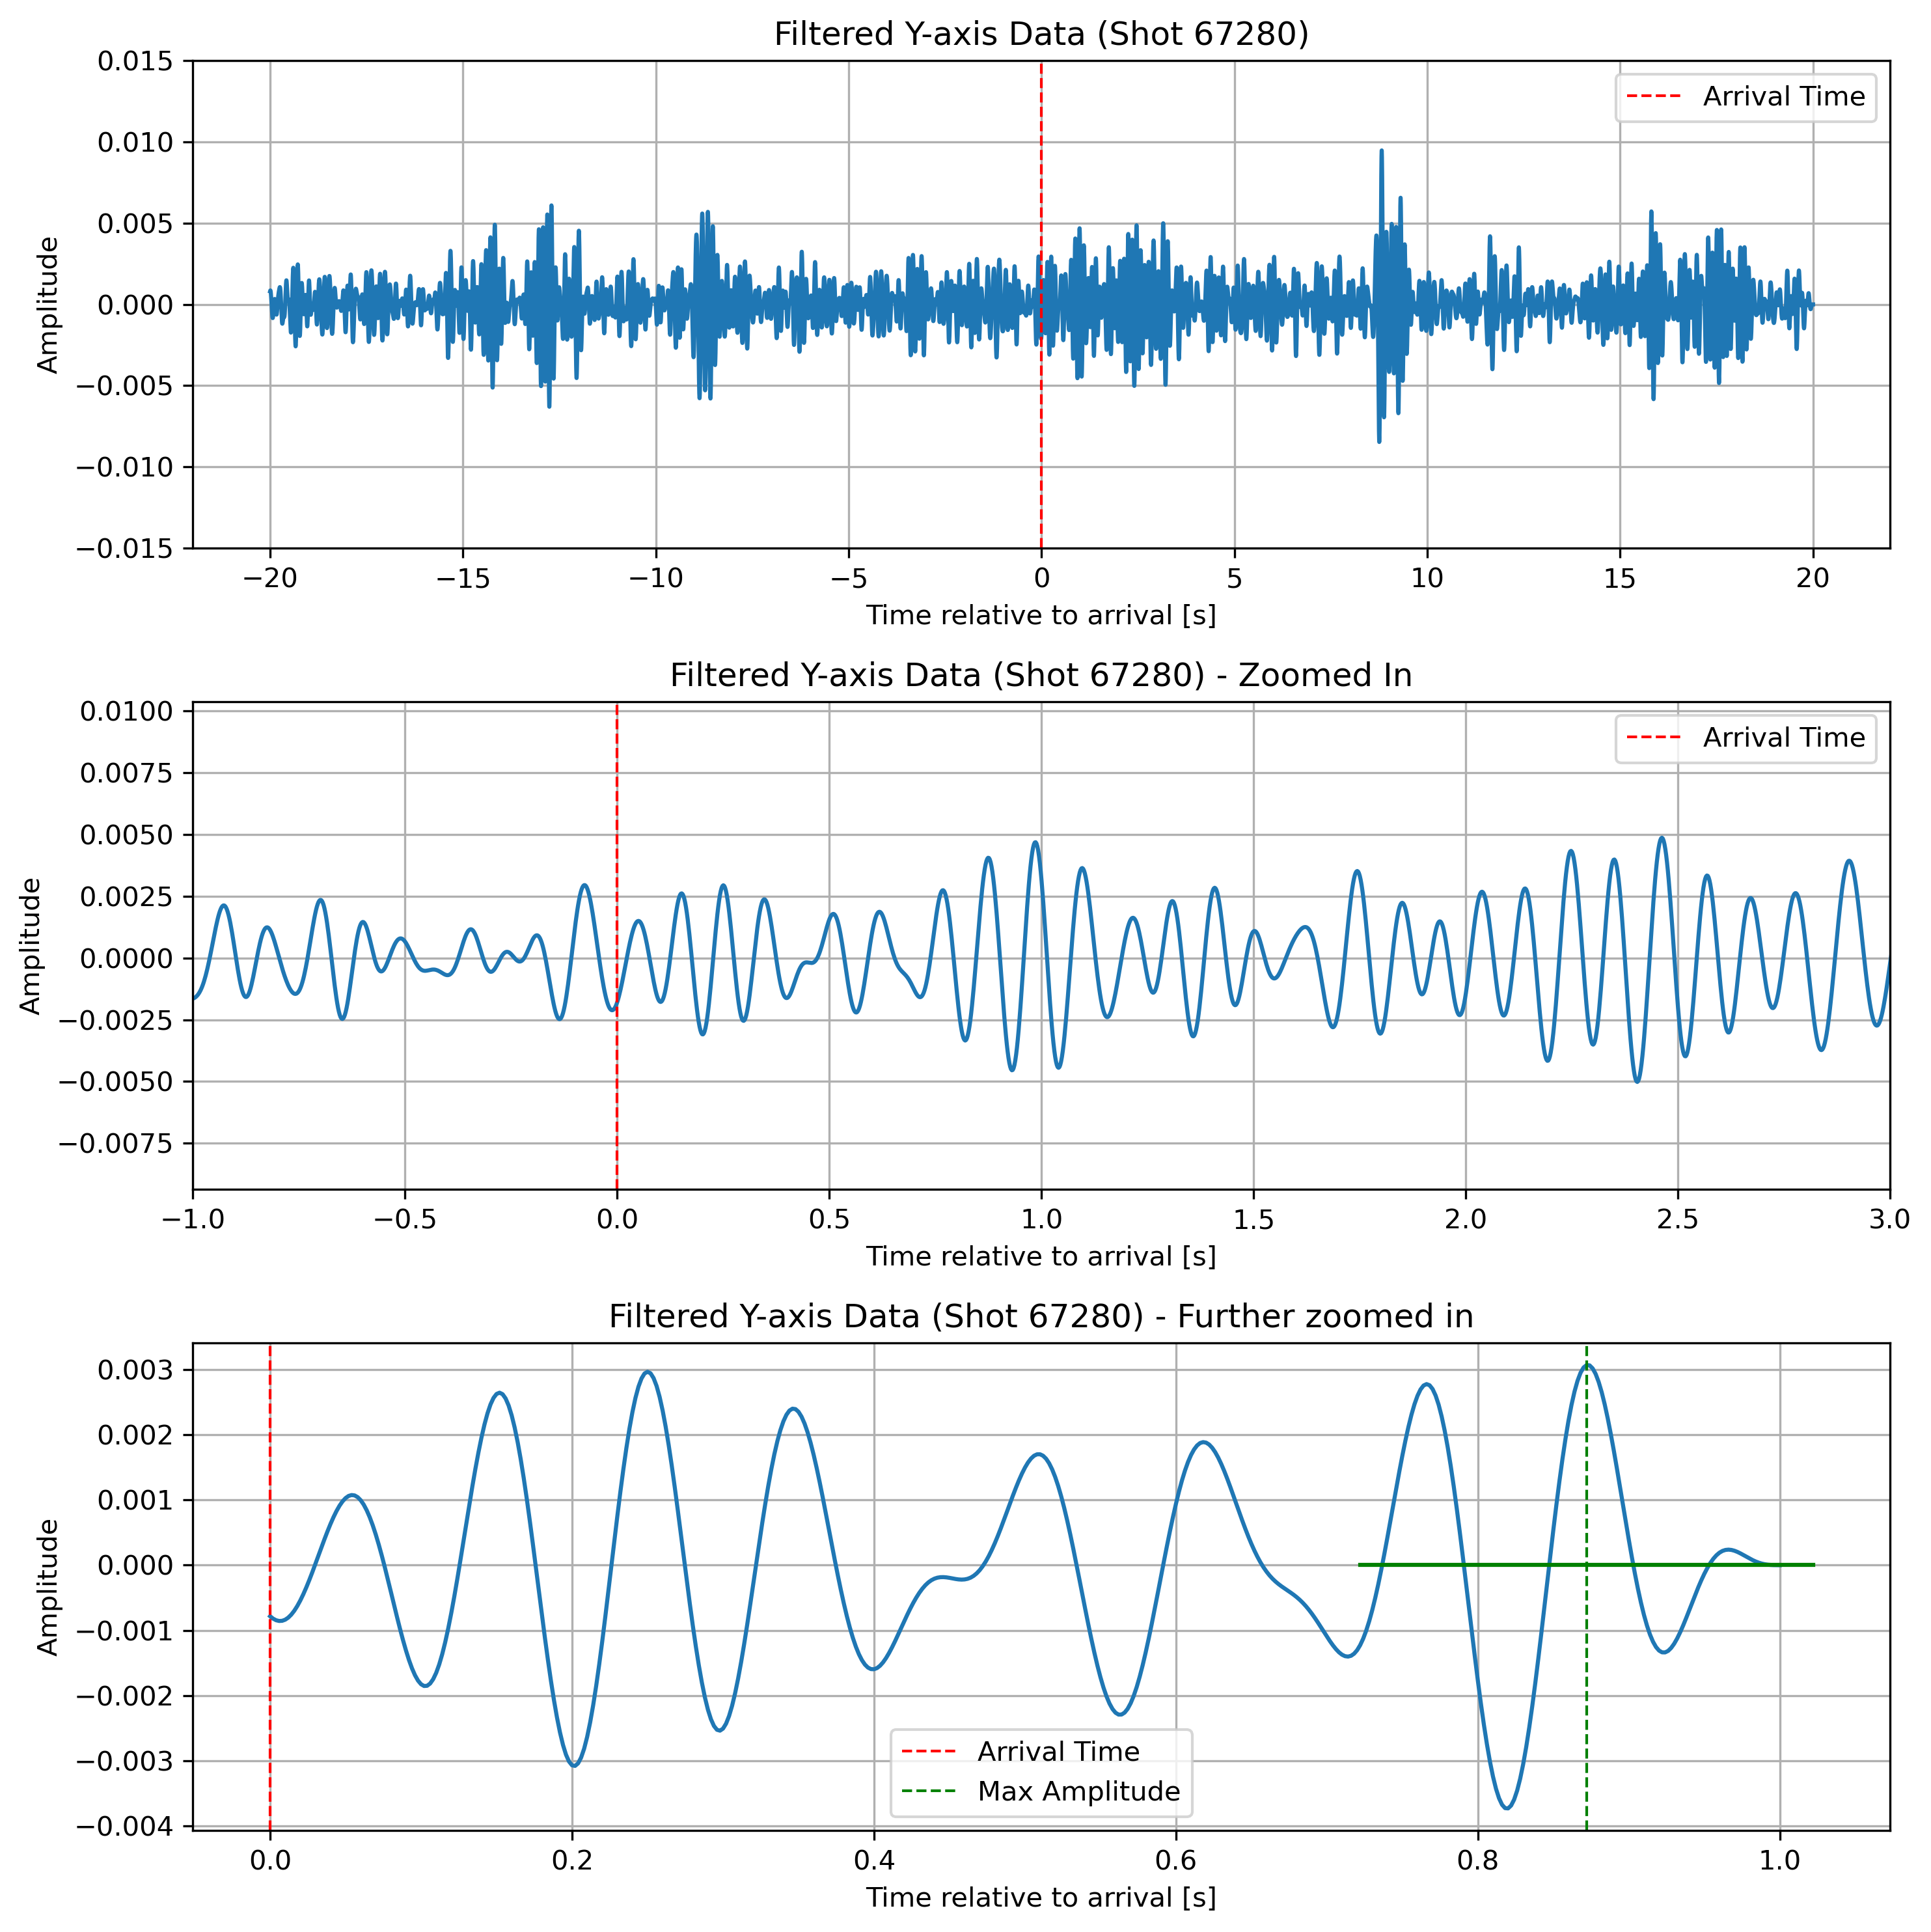 Filtered Y-axis Data (Shot 67280)
0.015
0.010
0.005
0.000
−0.005
−0.010
−0.015
Amplitude
Arrival Time
−20 −15 −10 −5 0 5 10 15 20
Time relative to arrival [s]
Filtered Y-axis Data (Shot 67280) - Zoomed In
0.0100
0.0075
0.0050
0.0025
0.0000
−0.0025
−0.0050
−0.0075
Amplitude
Arrival Time
−1.0 −0.5 0.0 0.5 1.0 1.5 2.0 2.5 3.0
Time relative to arrival [s]
Filtered Y-axis Data (Shot 67280) - Further zoomed in
0.003
0.002
0.001
0.000
−0.001
−0.002
−0.003
−0.004
Amplitude
Arrival Time
Max Amplitude
0.0 0.2 0.4 0.6 0.8 1.0
Time relative to arrival [s]